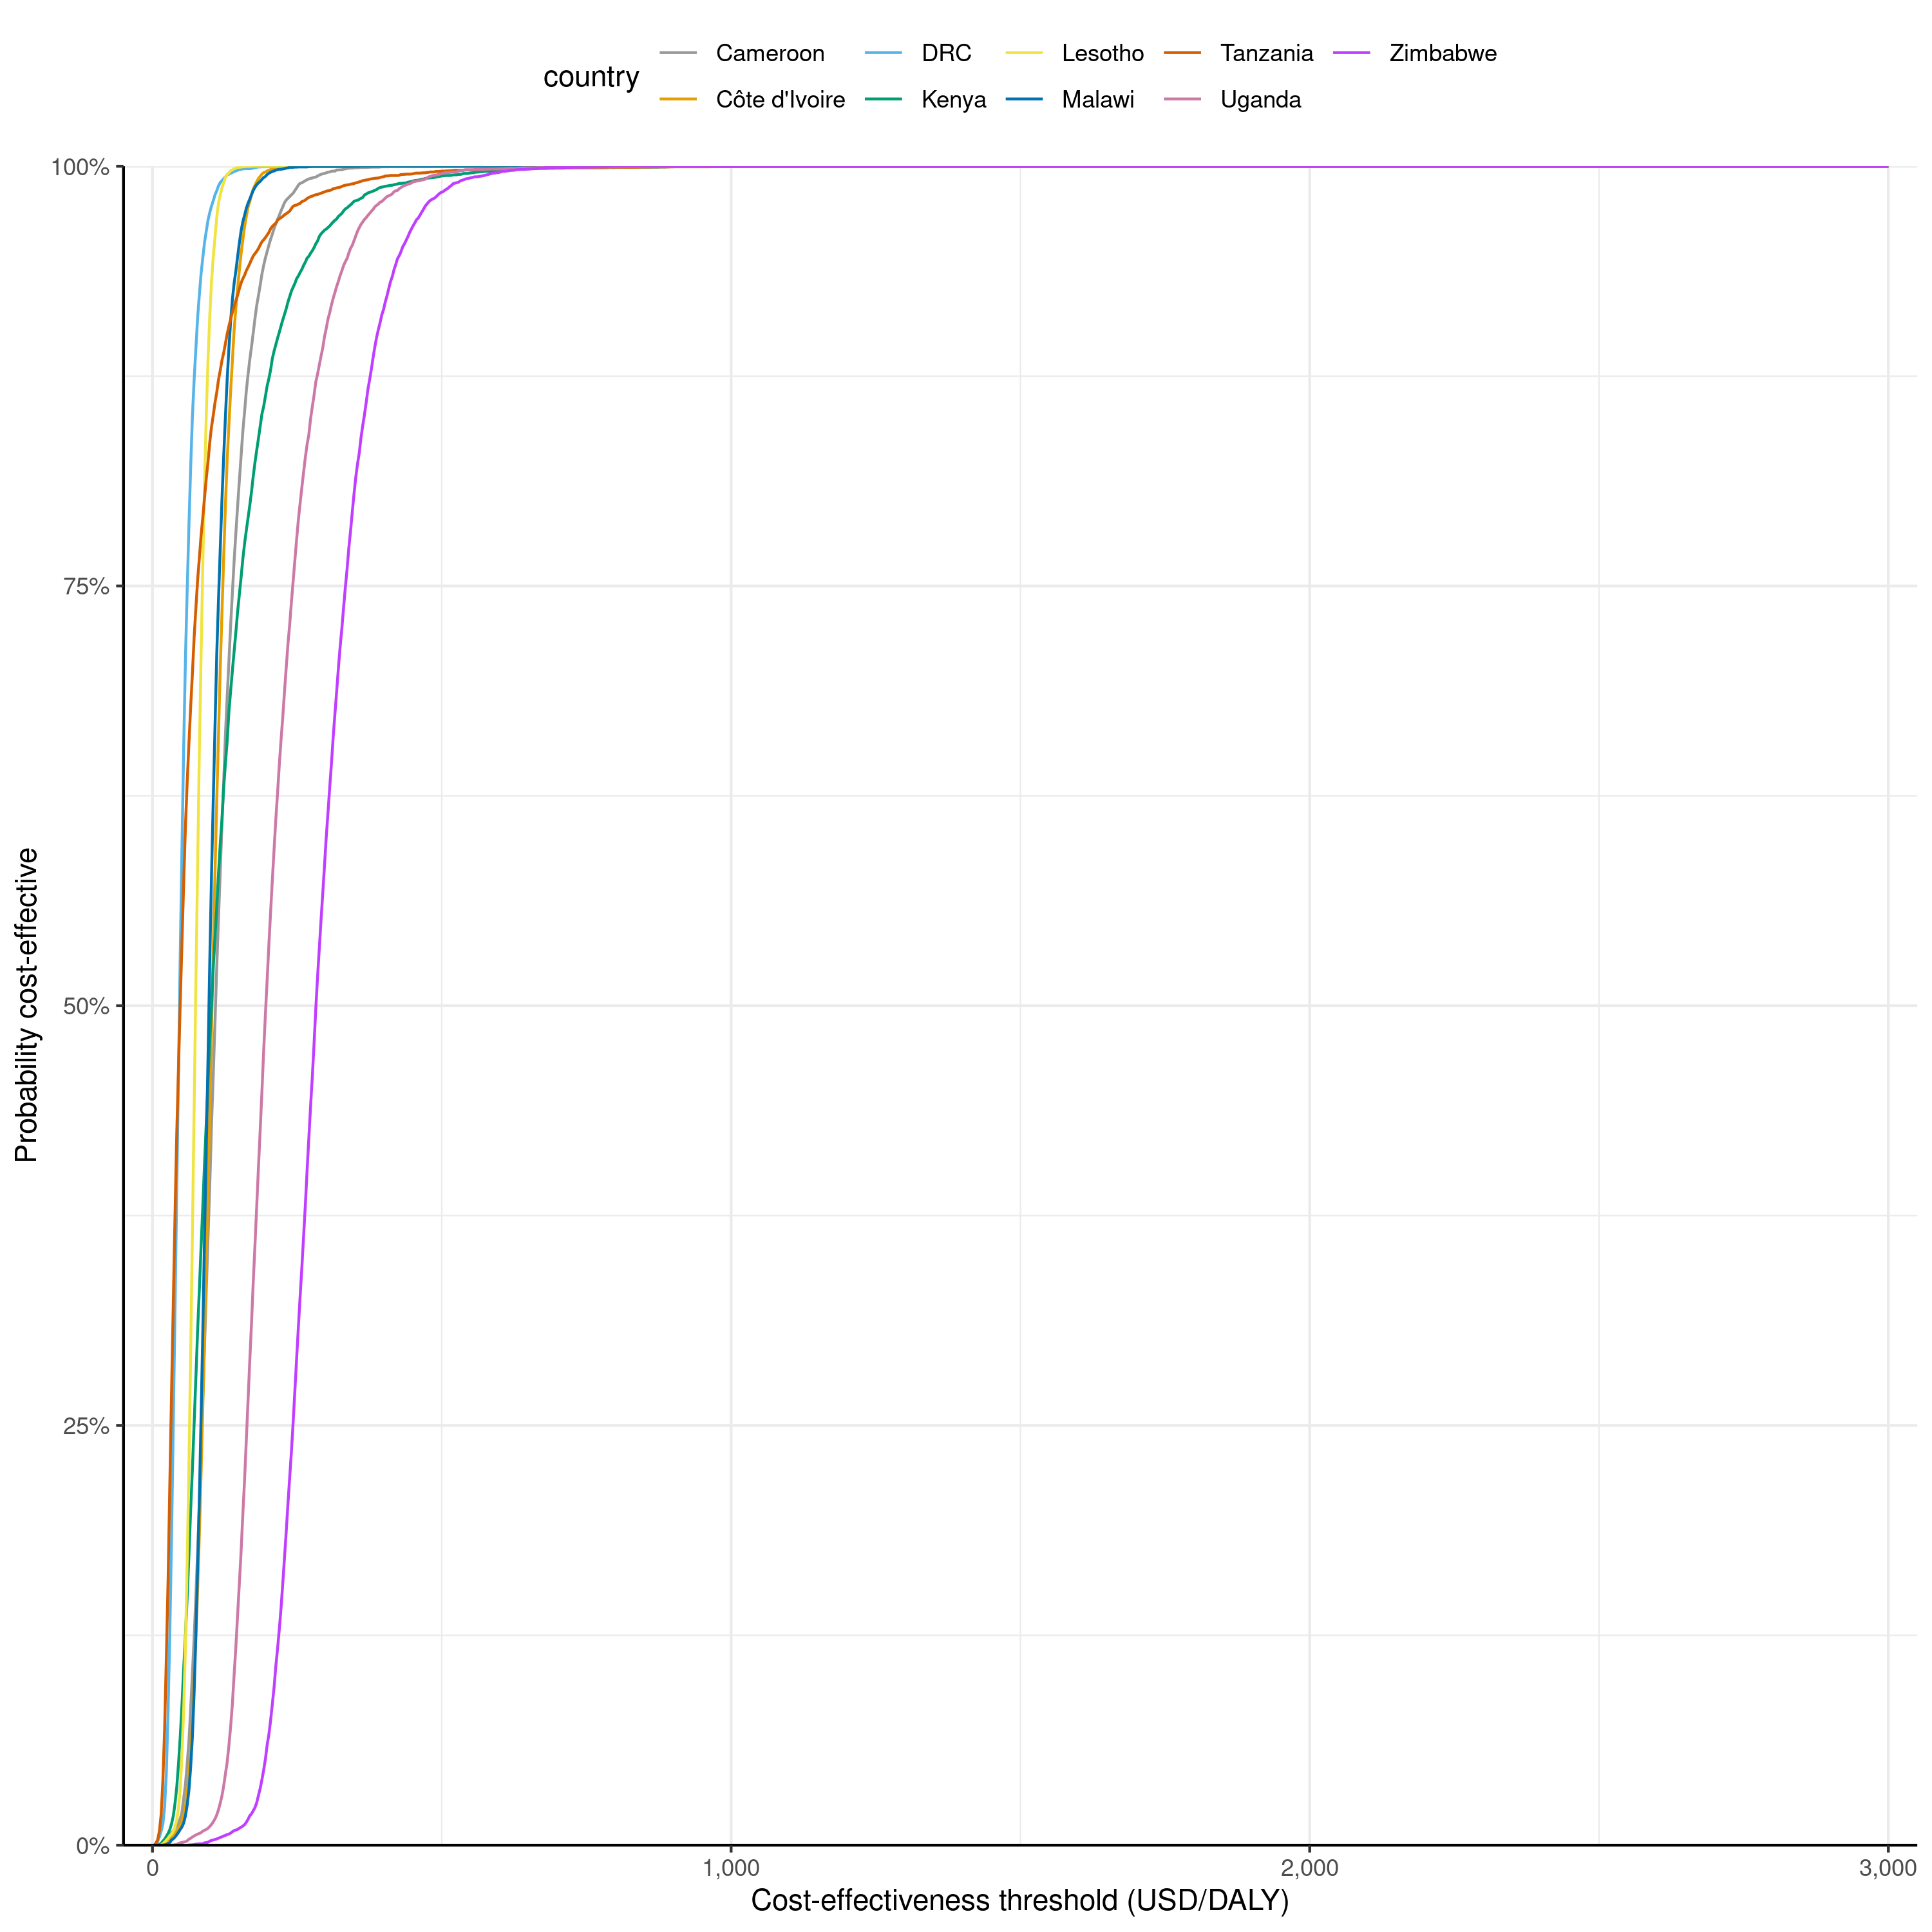 country
Cameroon DRC Lesotho Tanzania Zimbabwe
Côte d'Ivoire Kenya Malawi Uganda
100%
75%
50%
25%
0%
Probability cost-effective
0 1,000 2,000 3,000
Cost-effectiveness threshold (USD/DALY)